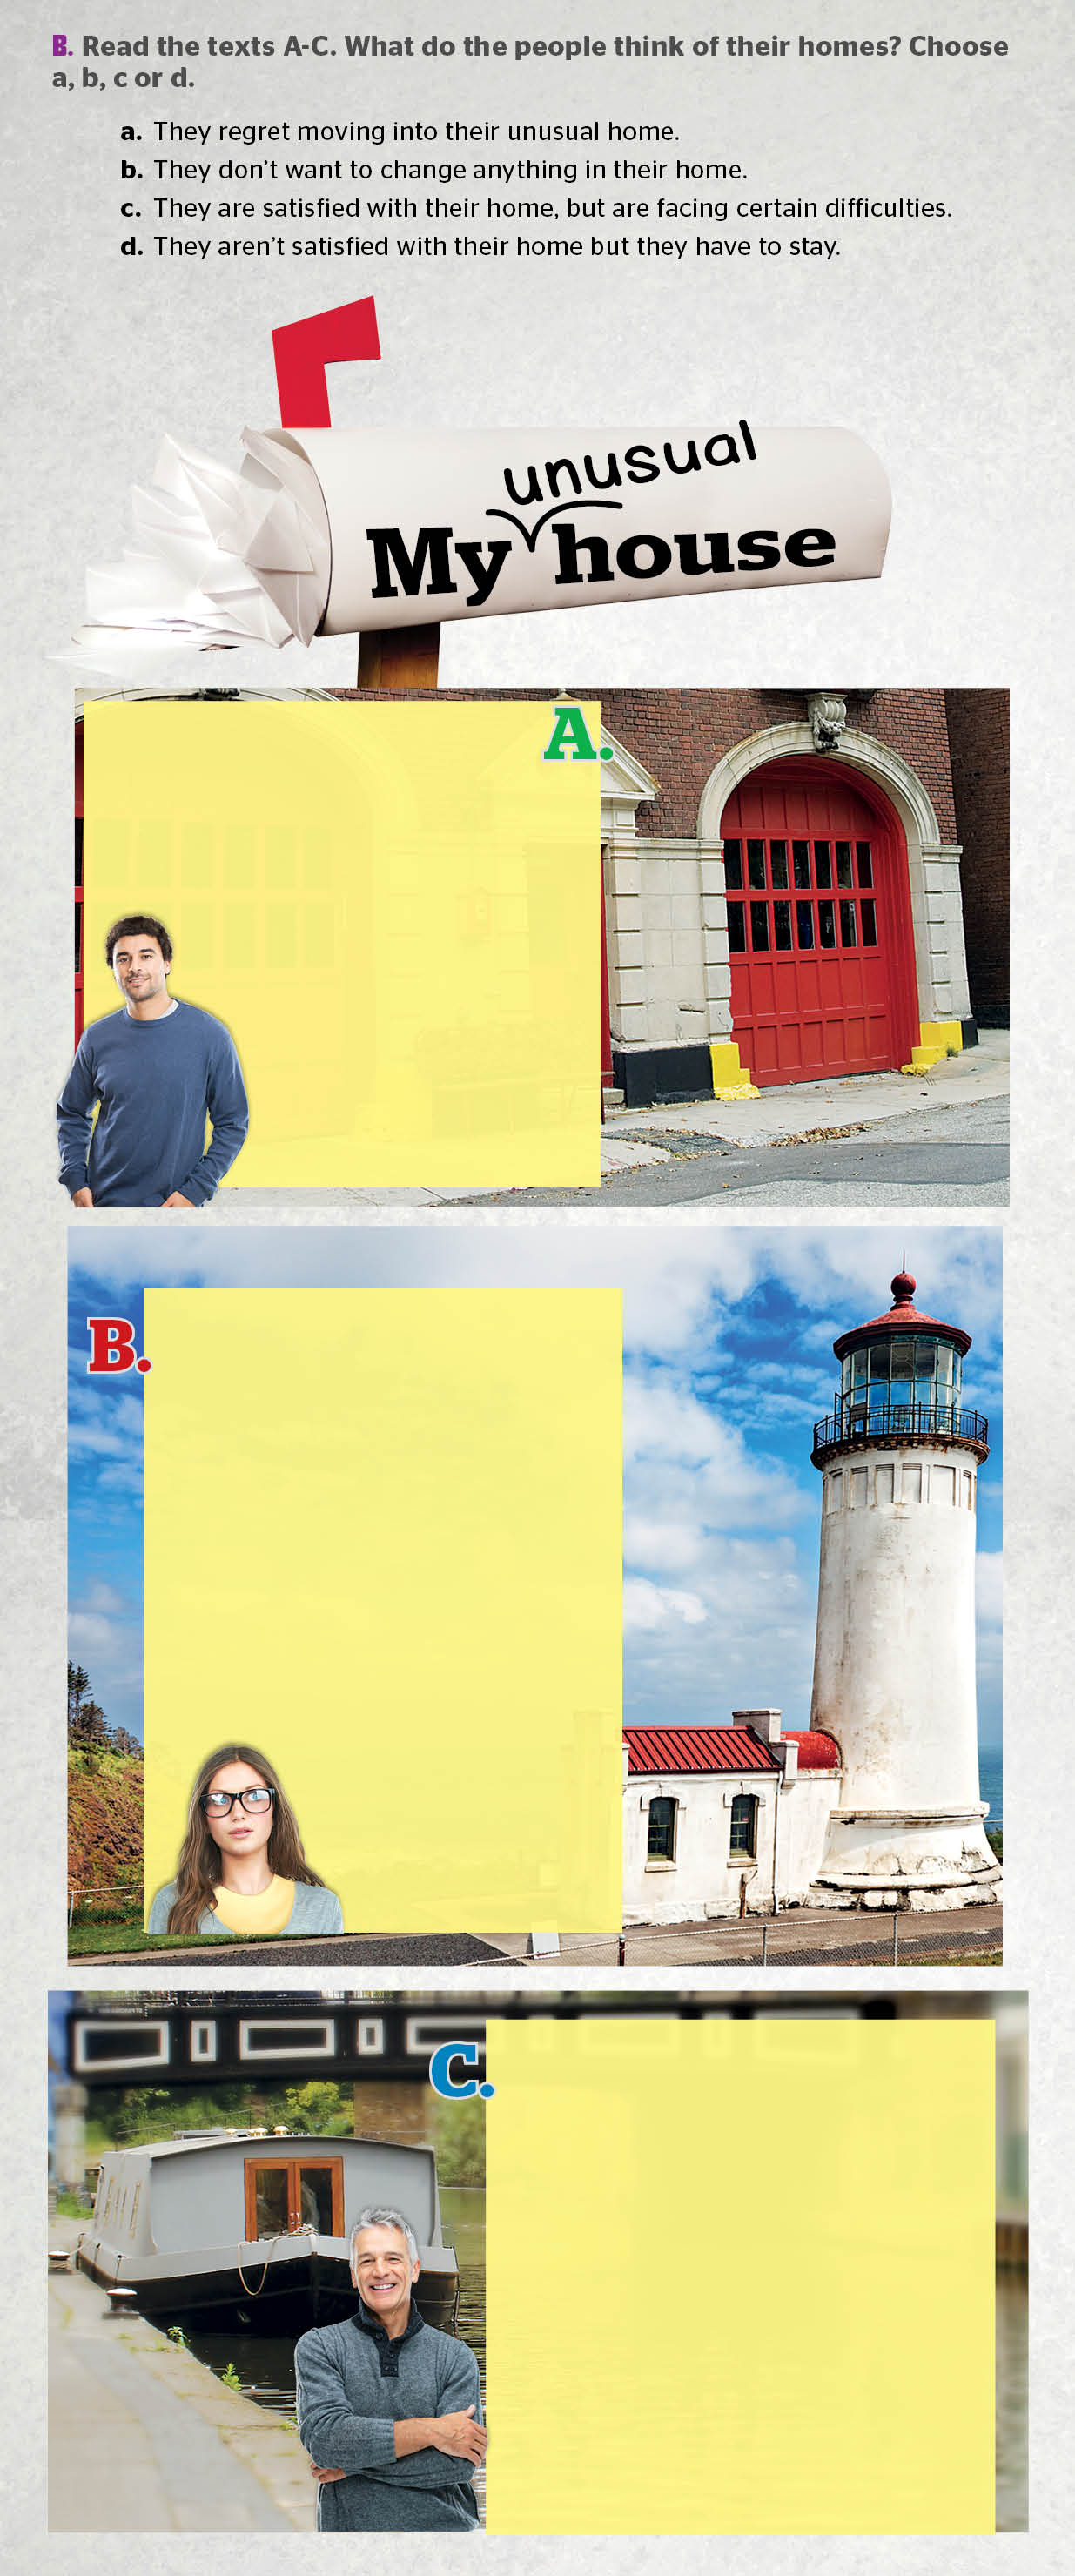 B. Read the texts A-C. What do the people think of their homes? Choose
a, b, c or d.
a. They regret moving into their unusual home.
b. They don't want to change anything in their home.
c. They are satisfied with their home, but are facing certain difficulties.
d. They aren't satisfied with their home but they have to stay.
unusual
My house
A.
B.
C.